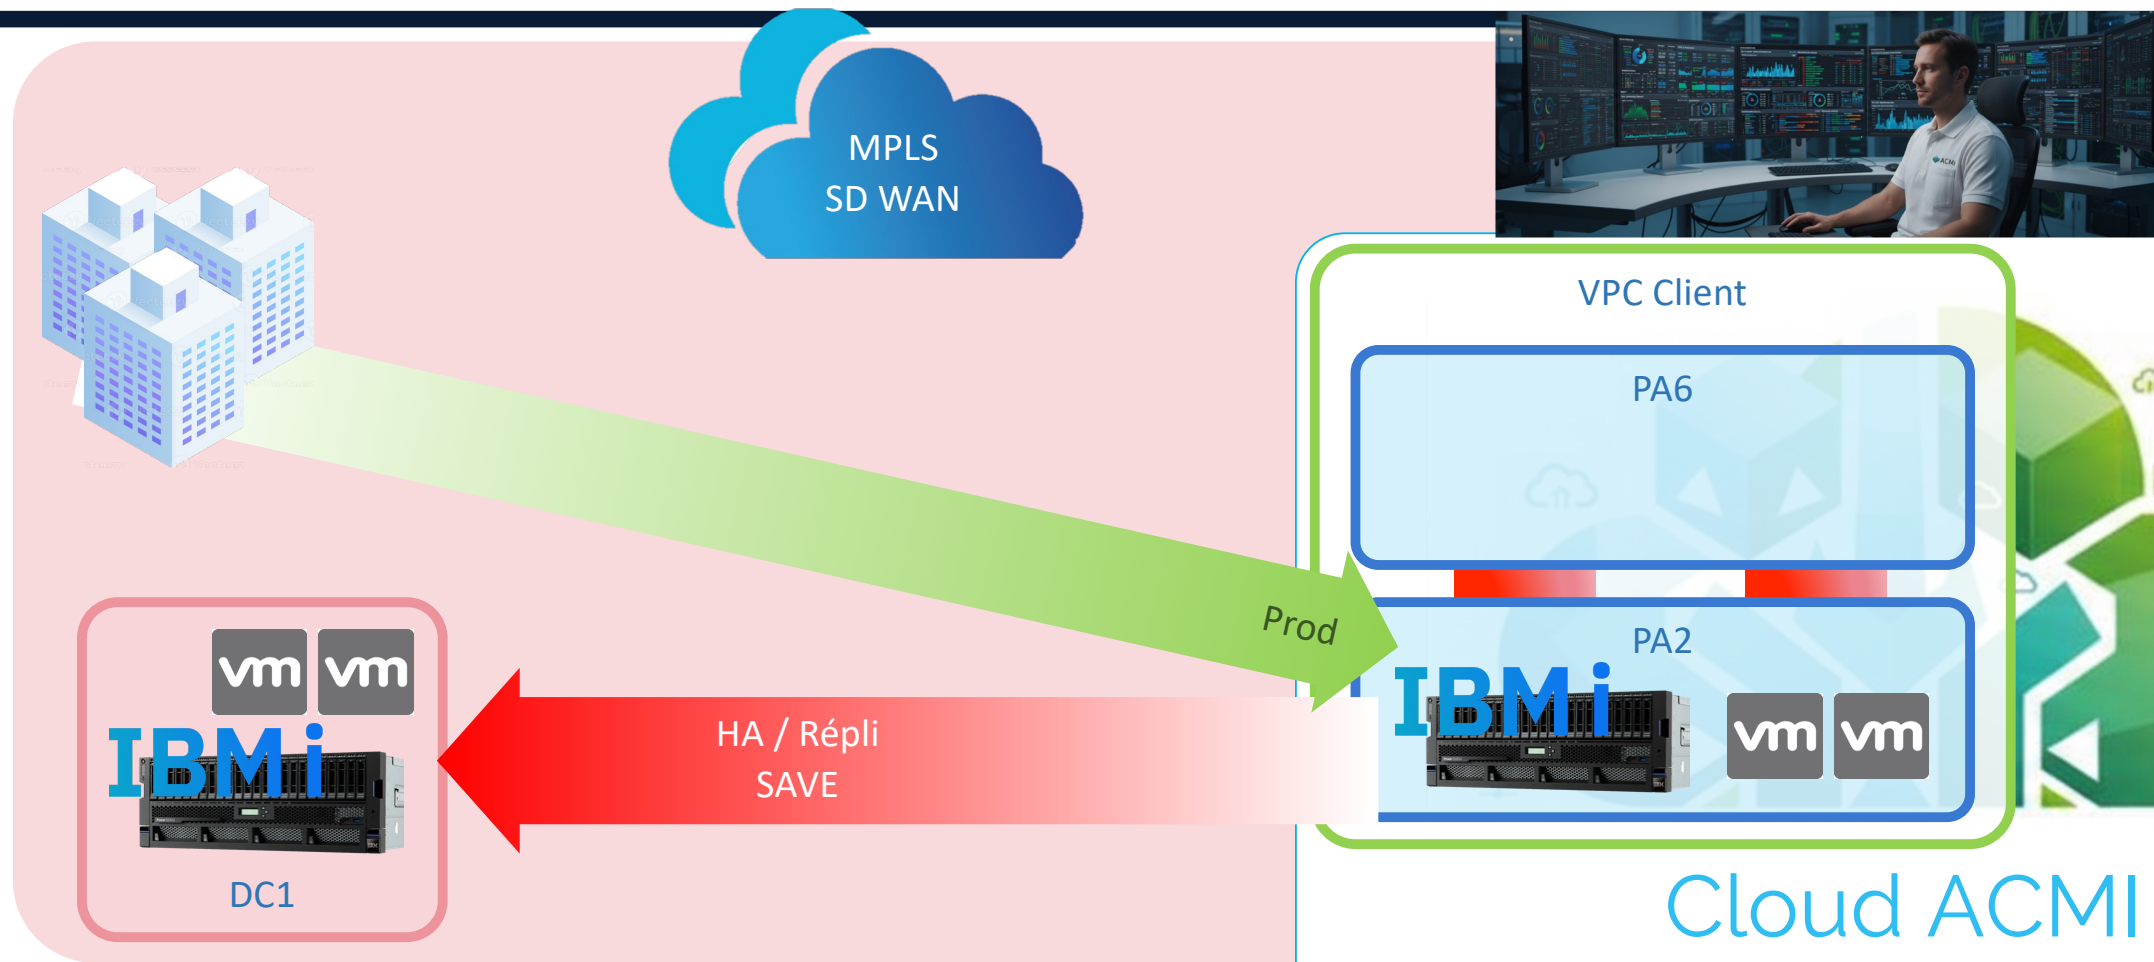 MPLS
SD WAN
ACMI
VPC Client
PA6
Prod
PA2
IBM i
vm vm
vm vm
IBM i
HA / Répli
SAVE
DC1
Cloud ACMI